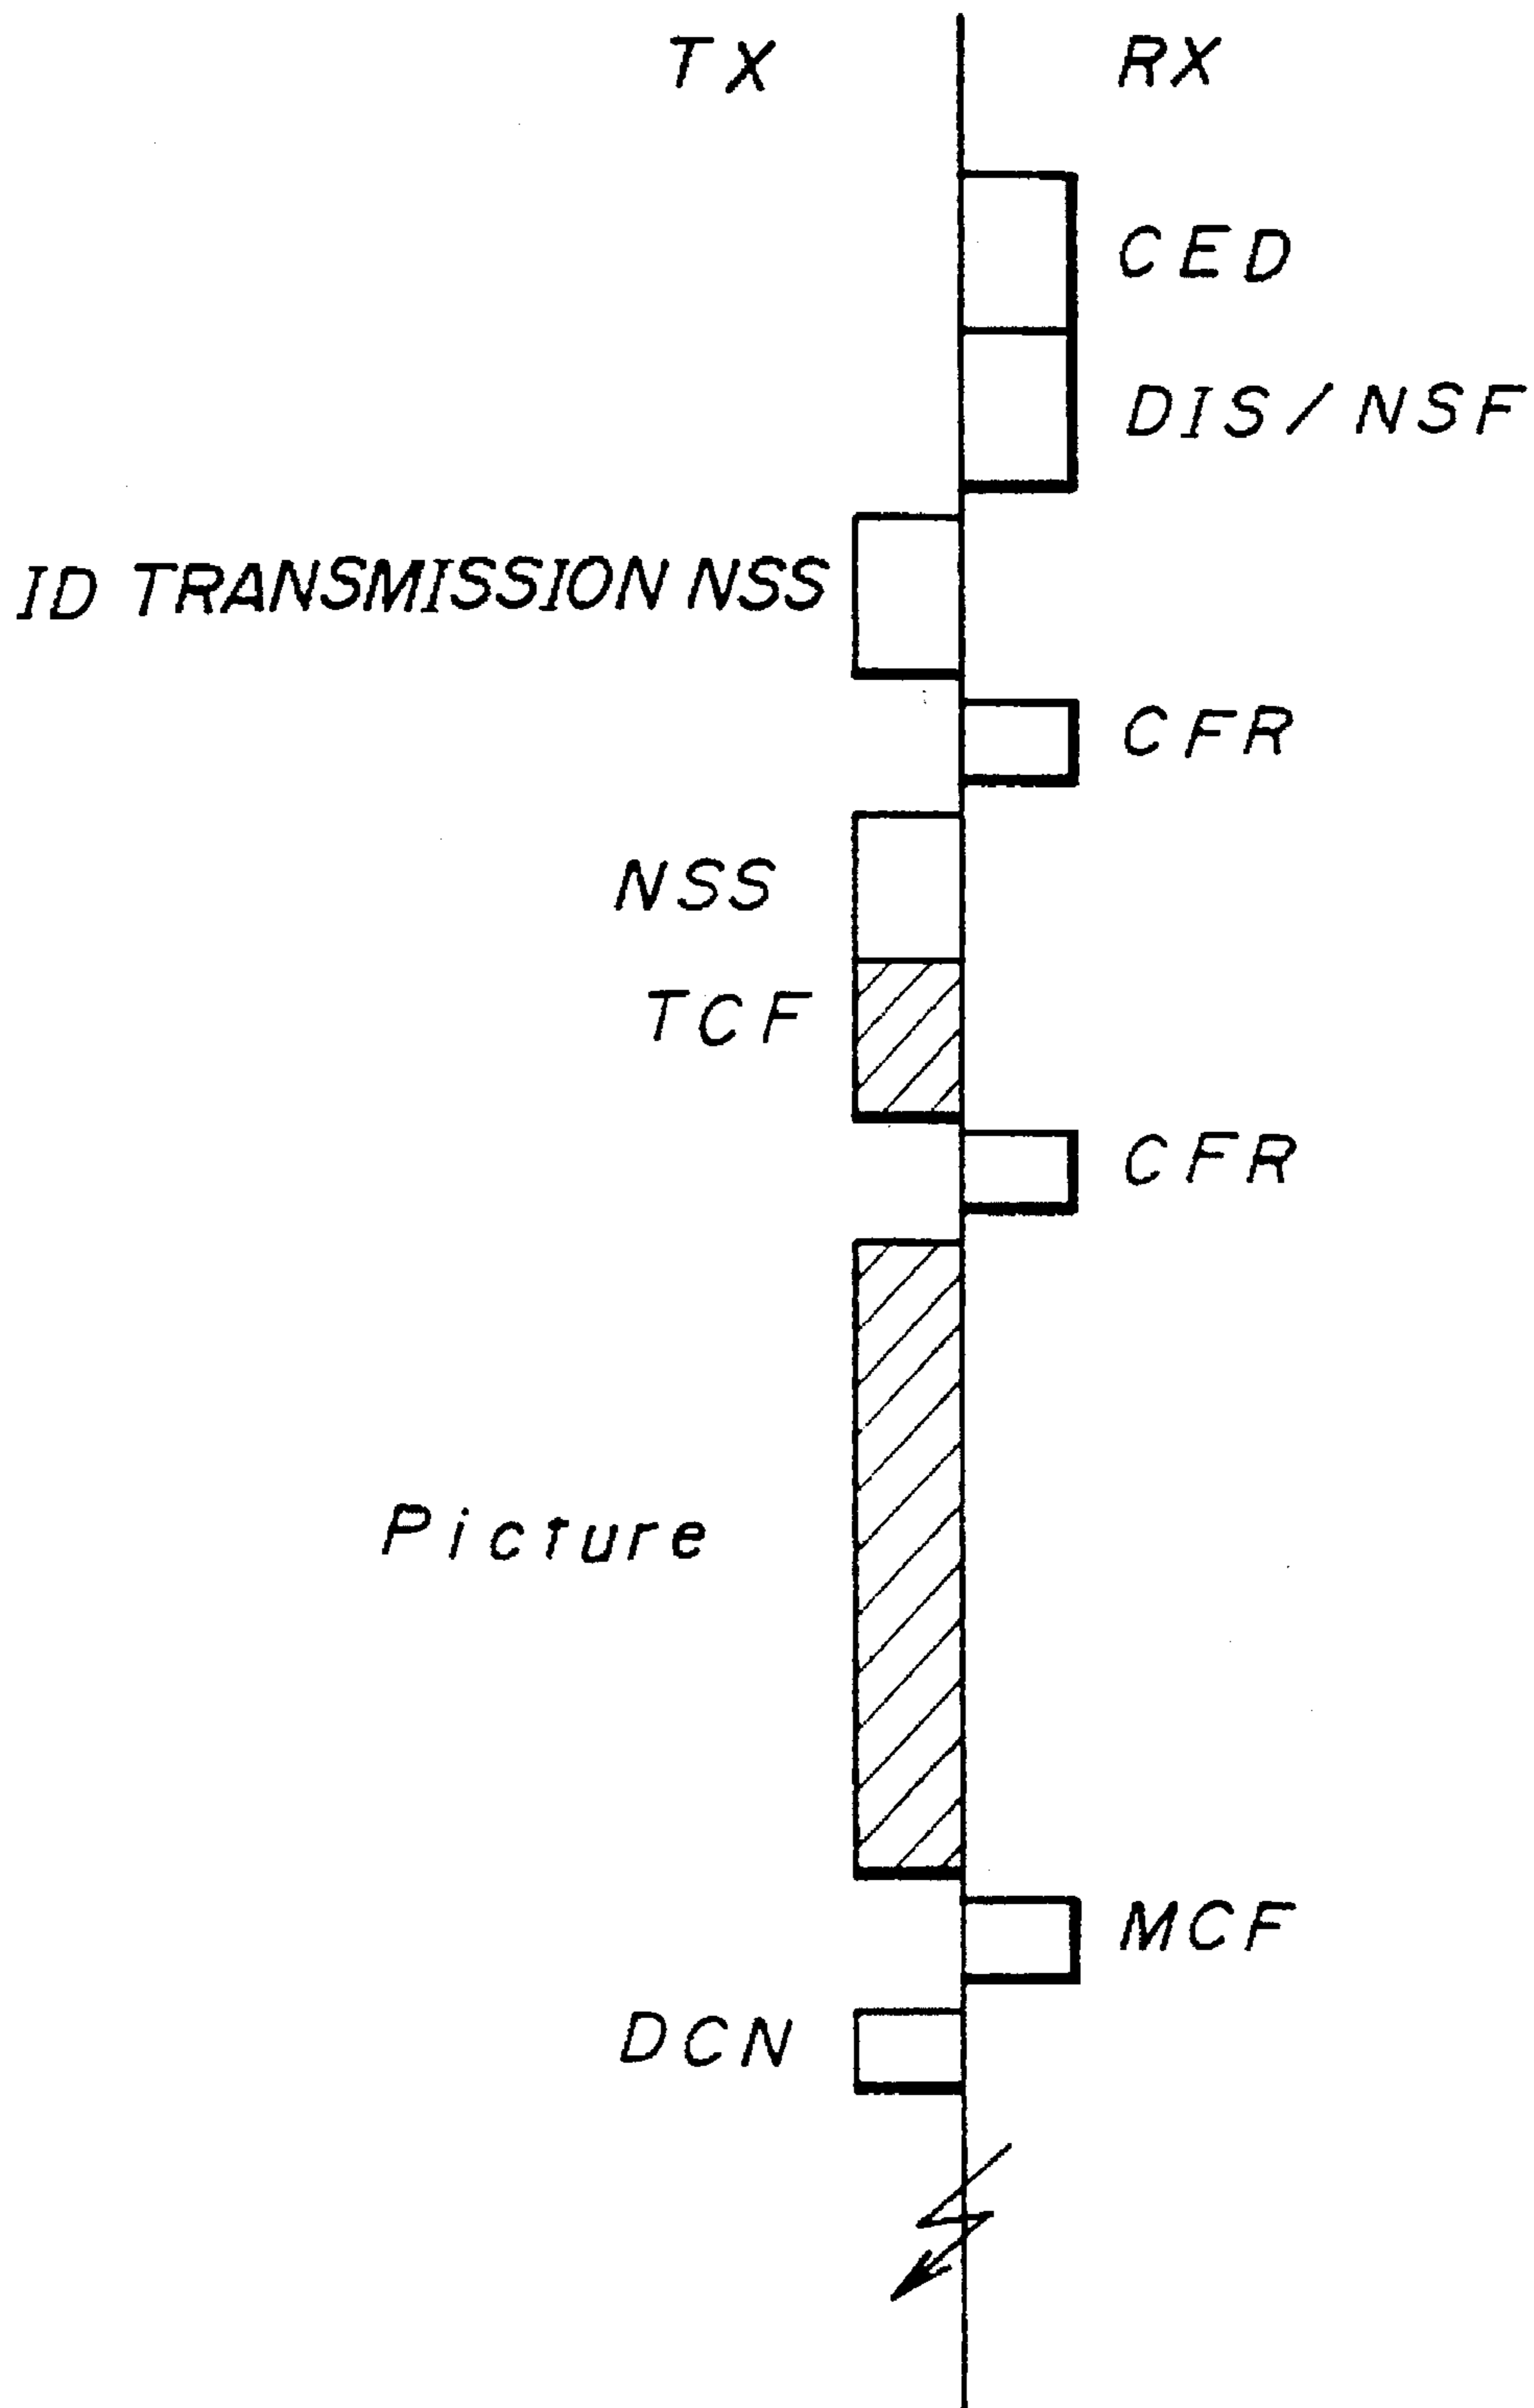 TX RX
CED
DIS/NSF
ID TRANSMISSION NSS
CFR
NSS
TCF
CFR
Picture
MCF
DCN